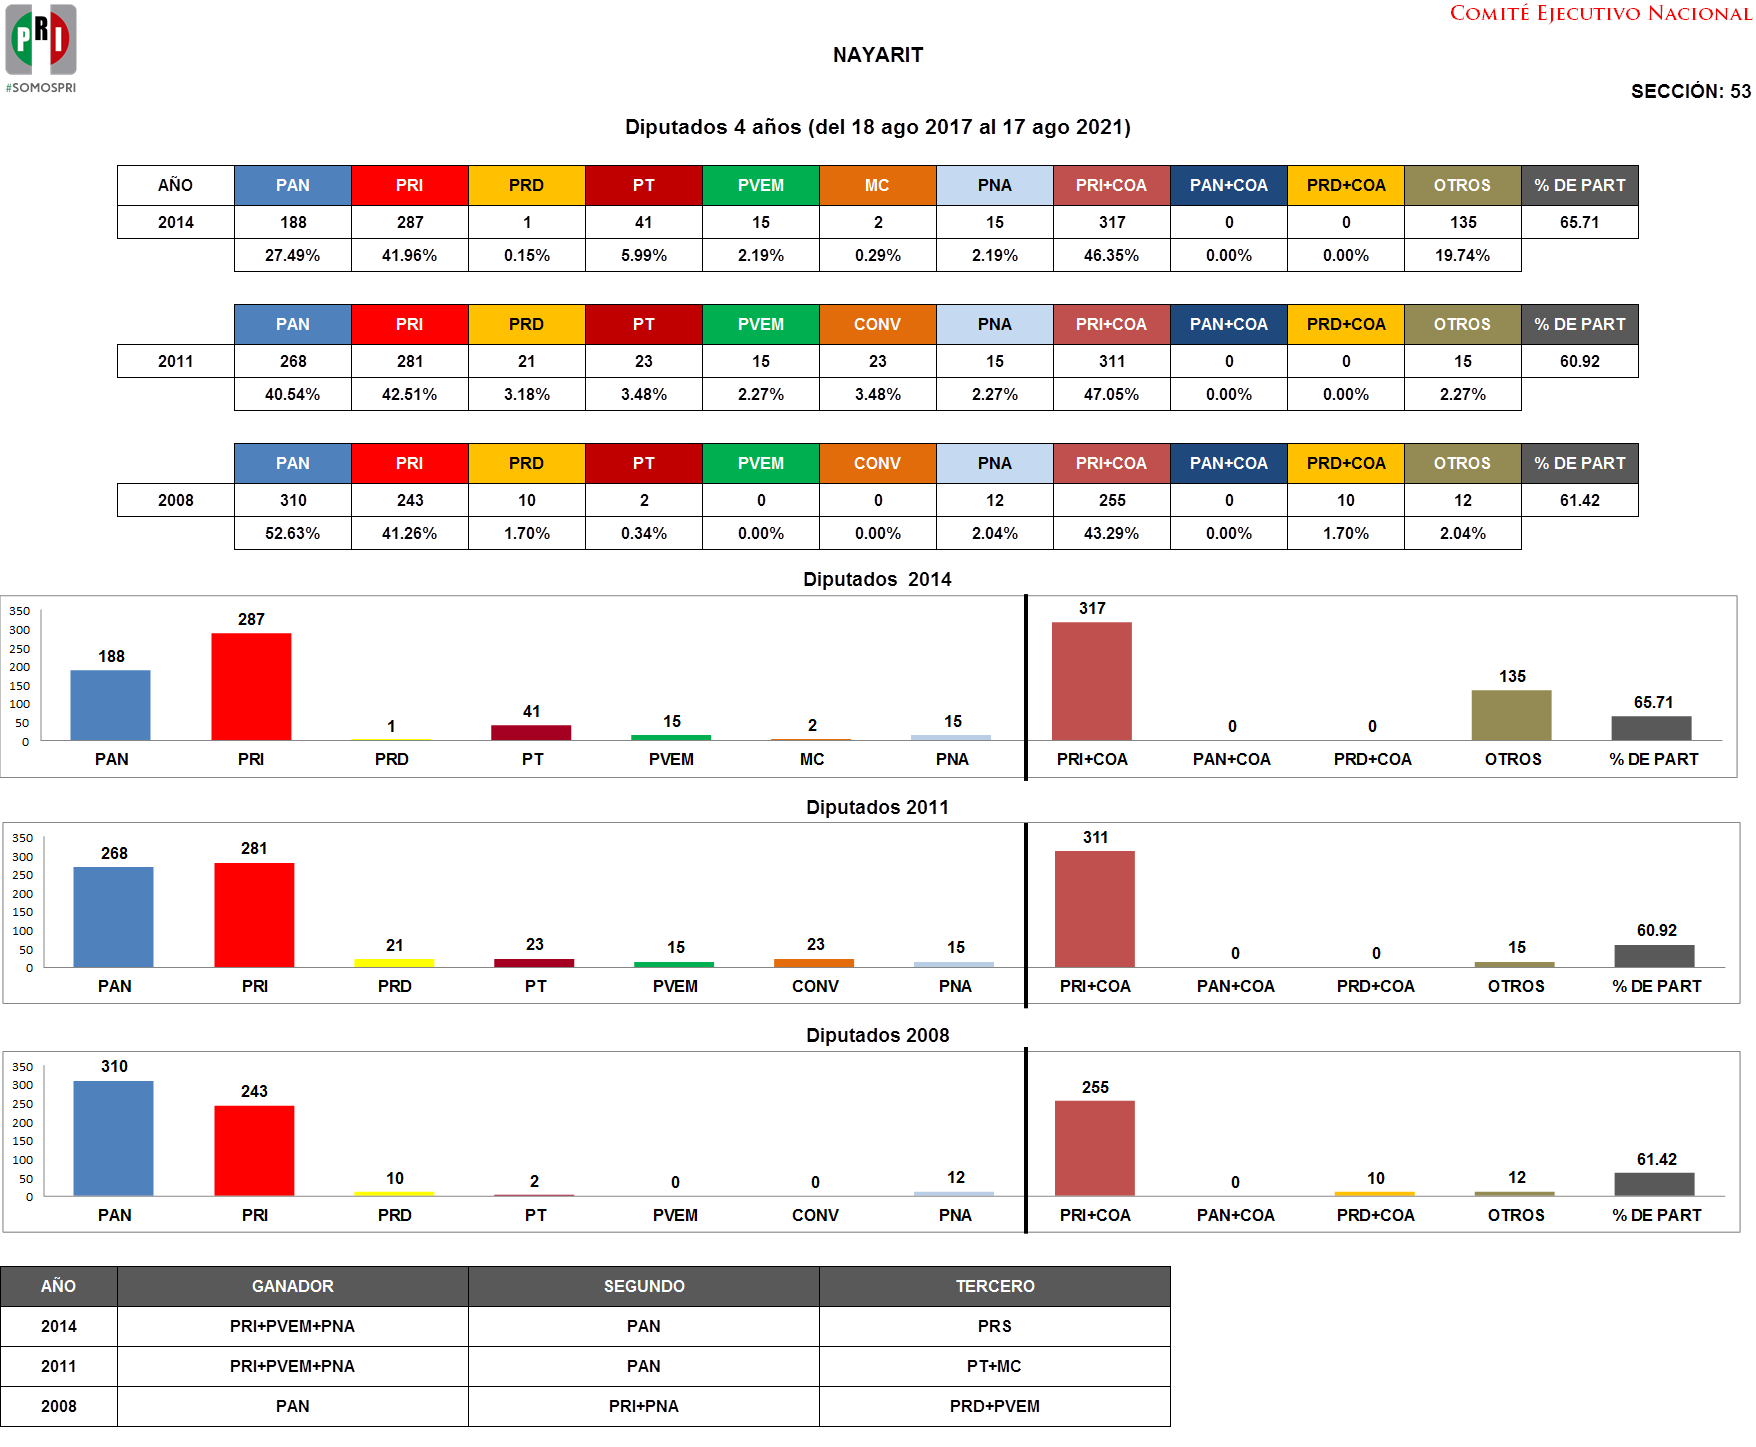 PRI
#SOMOSPRI
COMITÉ EJECUTIVO NACIONAL
NAYARIT
SECCIÓN: 53
Diputados 4 años (del 18 ago 2017 al 17 ago 2021)
AÑO PAN PRI PRD PT PVEM MC PNA PRI+COA PAN+COA PRD+COA OTROS % DE PART
2014 188 287 1 41 15 2 15 317 0 0 135 65.71
27.49% 41.96% 0.15% 5.99% 2.19% 0.29% 2.19% 46.35% 0.00% 0.00% 19.74%
PAN PRI PRD PT PVEM CONV PNA PRI+COA PAN+COA PRD+COA OTROS % DE PART
2011 268 281 21 23 15 23 15 311 0 0 15 60.92
40.54% 42.51% 3.18% 3.48% 2.27% 3.48% 2.27% 47.05% 0.00% 0.00% 2.27%
PAN PRI PRD PT PVEM CONV PNA PRI+COA PAN+COA PRD+COA OTROS % DE PART
2008 310 243 10 2 0 0 12 255 0 10 12 61.42
52.63% 41.26% 1.70% 0.34% 0.00% 0.00% 2.04% 43.29% 0.00% 1.70% 2.04%
Diputados 2014
350
300
250
200
150
100
50
0
188 287 1 41 15 2 15 317 0 0 135 65.71
PAN PRI PRD PT PVEM MC PNA PRI+COA PAN+COA PRD+COA OTROS % DE PART
Diputados 2011
350
300
250
200
150
100
50
0
268 281 21 23 15 23 15 311 0 0 15 60.92
PAN PRI PRD PT PVEM CONV PNA PRI+COA PAN+COA PRD+COA OTROS % DE PART
Diputados 2008
350
300
250
200
150
100
50
0
310 243 10 2 0 0 12 255 0 10 12 61.42
PAN PRI PRD PT PVEM CONV PNA PRI+COA PAN+COA PRD+COA OTROS % DE PART
AÑO GANADOR SEGUNDO TERCERO
2014 PRI+PVEM+PNA PAN PRS
2011 PRI+PVEM+PNA PAN PT+MC
2008 PAN PRI+PNA PRD+PVEM